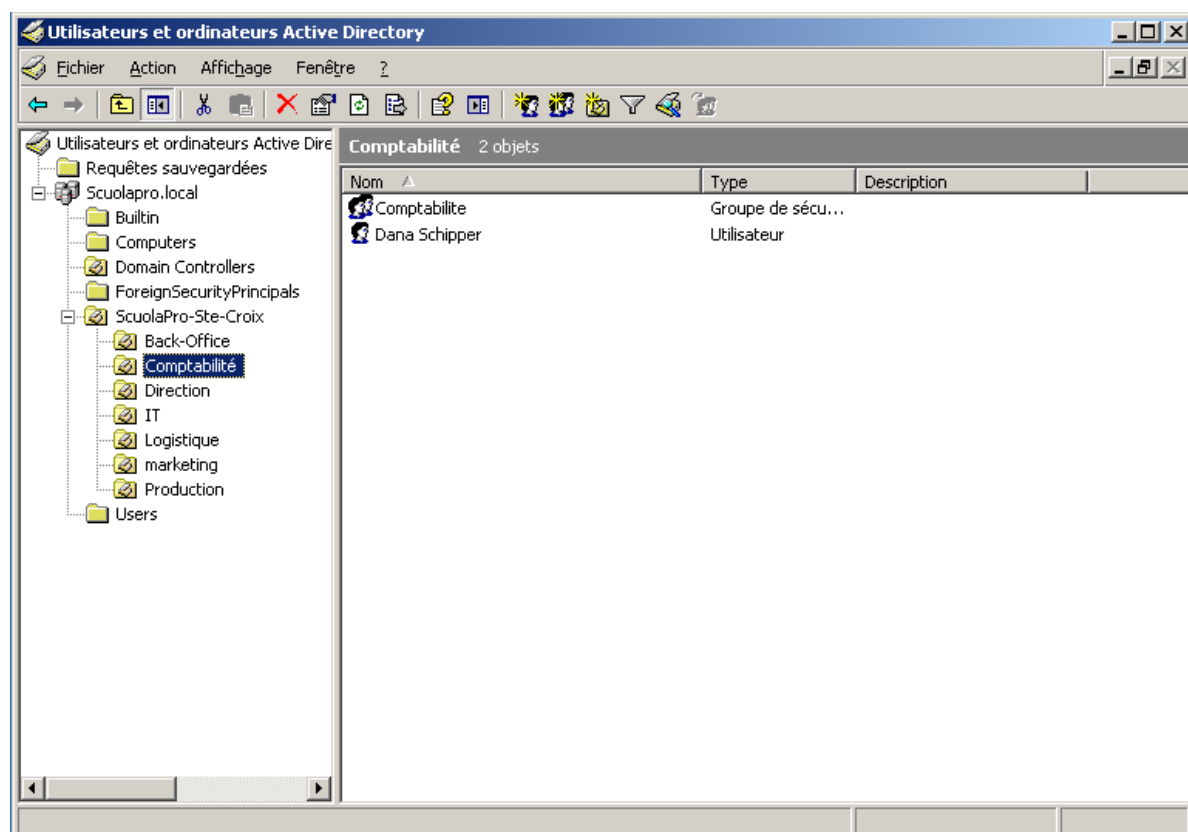 Utilisateurs et ordinateurs Active Directory
Fichier Action Affichage Fenêtre ?
Utilisateurs et ordinateurs Active Dire
Requêtes sauvegardées
Scuolapro.local
Builtin
Computers
Domain Controllers
ForeignSecurityPrincipals
ScuolaPro-Ste-Croix
Back-Office
Comptabilité
Direction
IT
Logistique
marketing
Production
Users
Comptabilité 2 objets
Nom Type Description
Comptabilite Groupe de sécu...
Dana Schipper Utilisateur